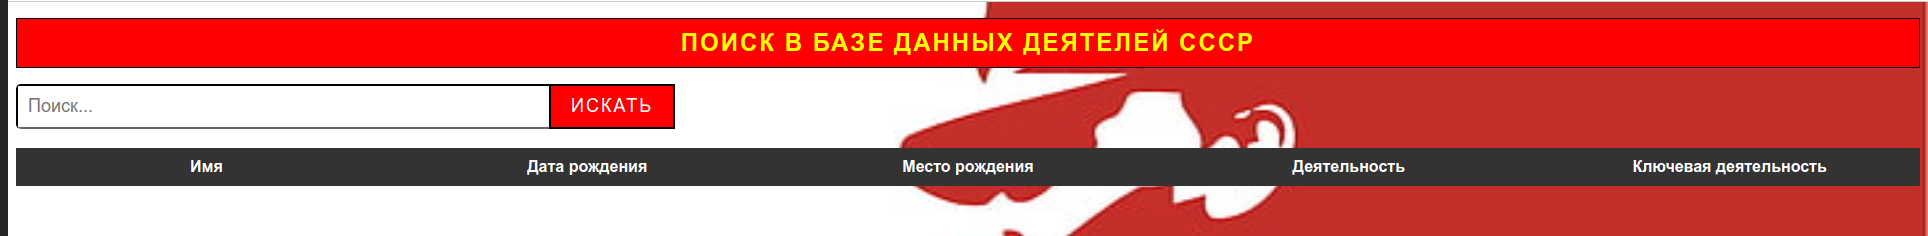 ПОИСК В БАЗЕ ДАННЫХ ДЕЯТЕЛЕЙ СССР
Поиск... ИСКАТЬ
Имя Дата рождения Место рождения Деятельность Ключевая деятельность